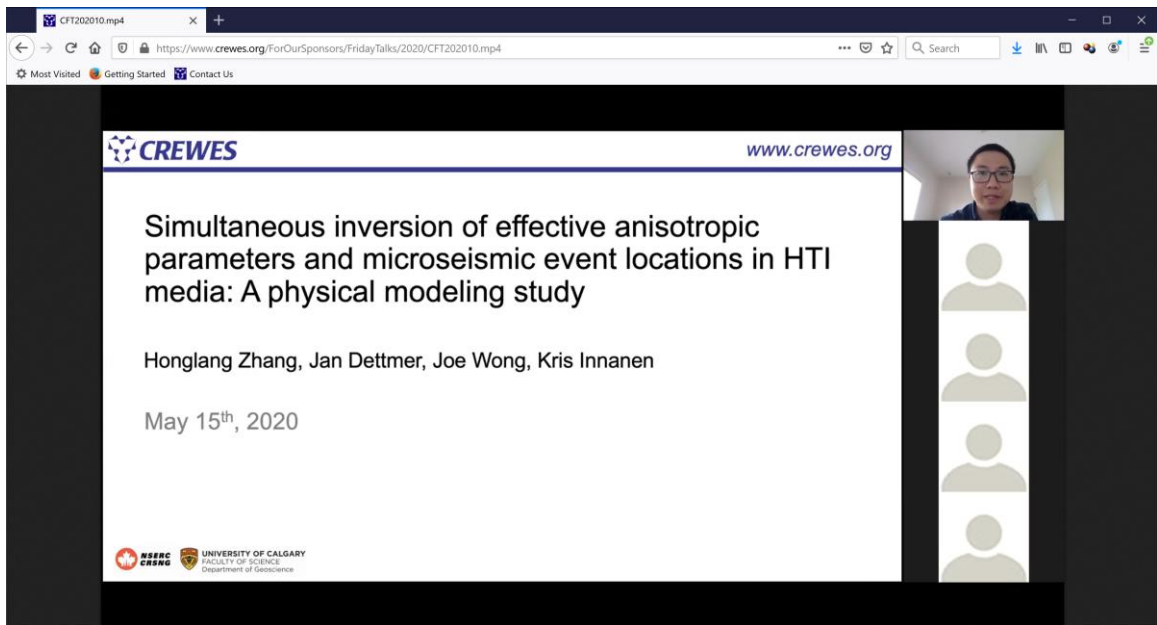 CFT202010.mp4
https://www.crewes.org/ForOurSponsors/FridayTalks/2020/CFT202010.mp4
Search
Most Visited
Getting Started
Contact Us
CREWES
www.crewes.org
Simultaneous inversion of effective anisotropic
parameters and microseismic event locations in HTI
media: A physical modeling study
Honglang Zhang, Jan Dettmer, Joe Wong, Kris Innanen
May 15th, 2020
NSERC
CRSNG
UNIVERSITY OF CALGARY
FACULTY OF SCIENCE
Department of Geoscience